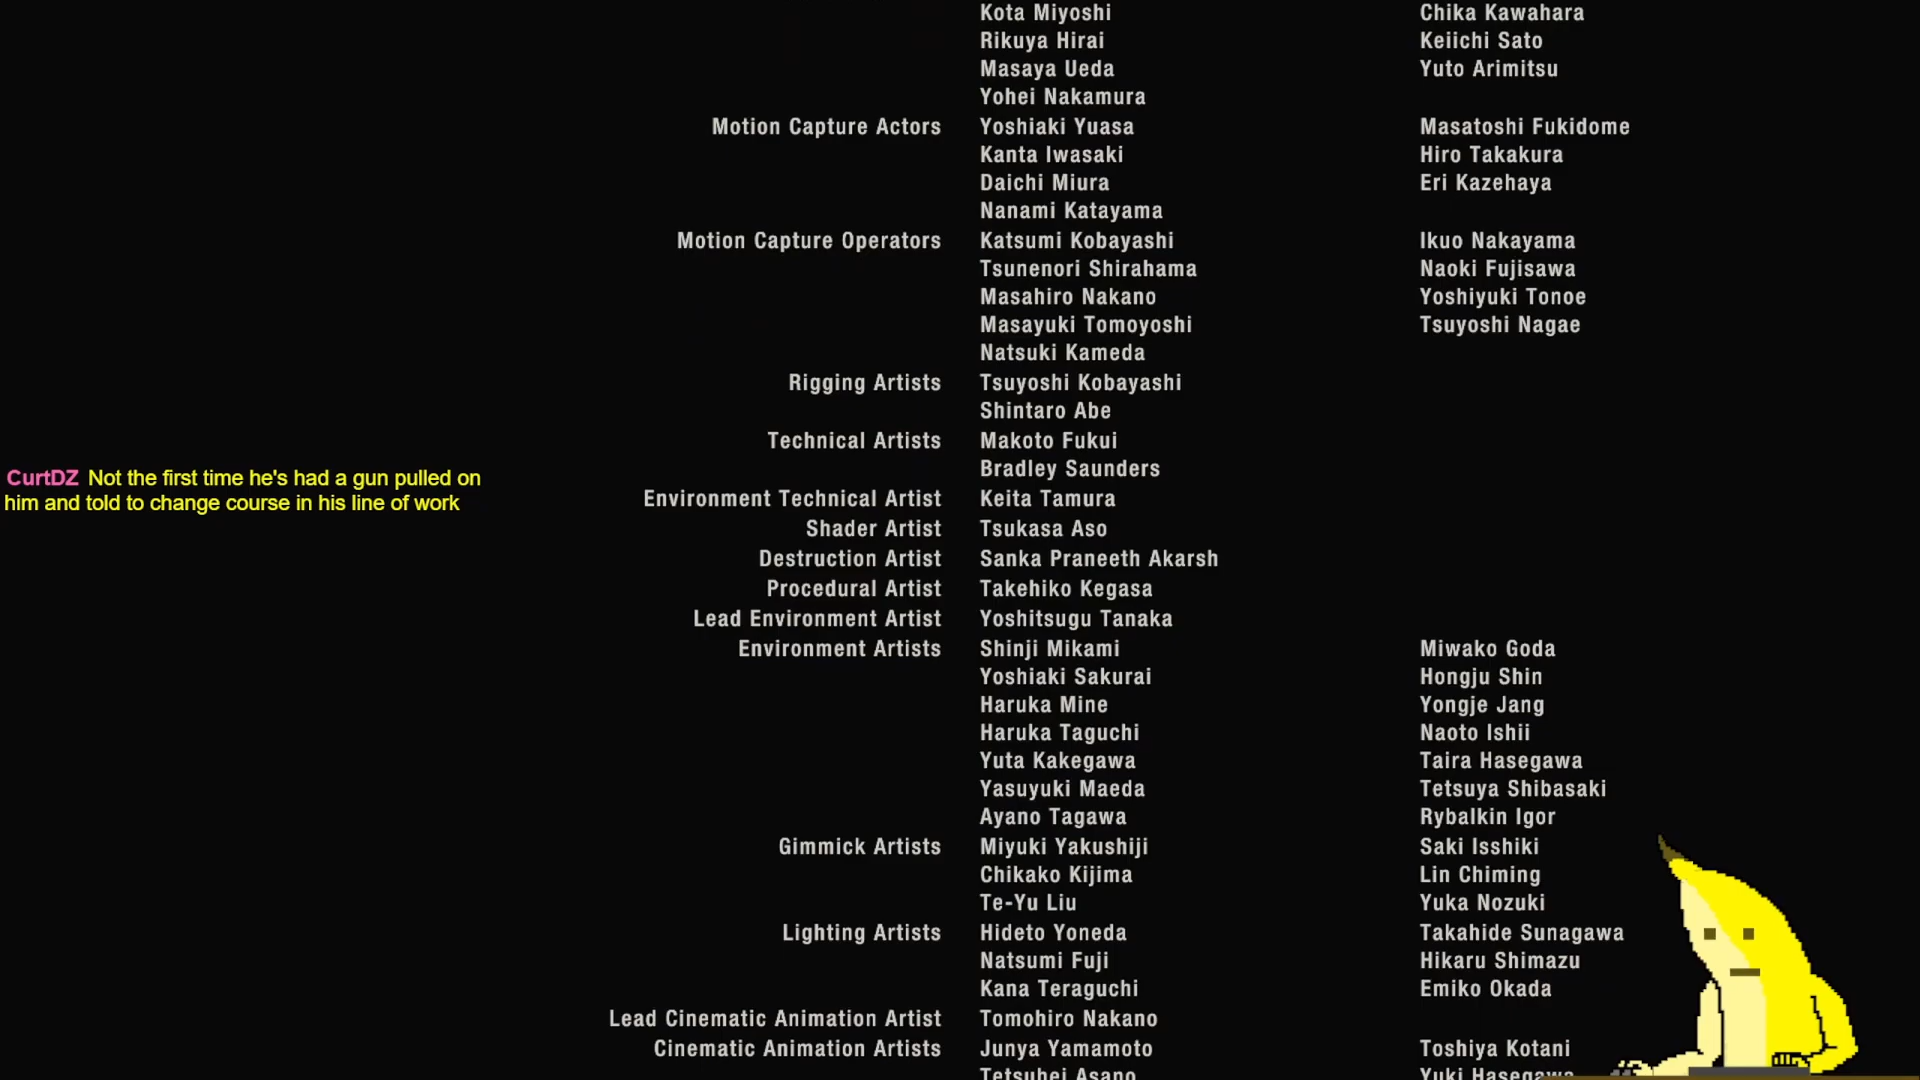 Kota Miyoshi Chika Kawahara
Rikuya Hirai Keiichi Sato
Masaya Ueda Yuto Arimitsu
Yohei Nakamura
Motion Capture Actors Yoshiaki Yuasa Masatoshi Fukidome
Kanta Iwasaki Hiro Takakura
Daichi Miura Eri Kazehaya
Nanami Katayama
Motion Capture Operators Katsumi Kobayashi Ikuo Nakayama
Tsunenori Shirahama Naoki Fujisawa
Masahiro Nakano Yoshiyuki Tonoe
Masayuki Tomoyoshi Tsuyoshi Nagae
Natsuki Kameda
Rigging Artists Tsuyoshi Kobayashi
Shintaro Abe
Technical Artists Makoto Fukui
Bradley Saunders
CurtDZ Not the first time he's had a gun pulled on
him and told to change course in his line of work
Environment Technical Artist Keita Tamura
Shader Artist Tsukasa Aso
Destruction Artist Sanka Praneeth Akarsh
Procedural Artist Takehiko Kegasa
Lead Environment Artist Yoshitsugu Tanaka
Environment Artists Shinji Mikami Miwako Goda
Yoshiaki Sakurai Hongju Shin
Haruka Mine Yongje Jang
Haruka Taguchi Naoto Ishii
Yuta Kakegawa Taira Hasegawa
Yasuyuki Maeda Tetsuya Shibasaki
Ayano Tagawa Rybalkin Igor
Gimmick Artists Miyuki Yakushiji Saki Isshiki
Chikako Kijima Lin Chiming
Te-Yu Liu Yuka Nozuki
Lighting Artists Hideto Yoneda Takahide Sunagawa
Natsumi Fuji Hikaru Shimazu
Kana Teraguchi Emiko Okada
Lead Cinematic Animation Artist Tomohiro Nakano
Cinematic Animation Artists Junya Yamamoto Toshiya Kotani
Tetsuhei Asano Yuki Hasegawa